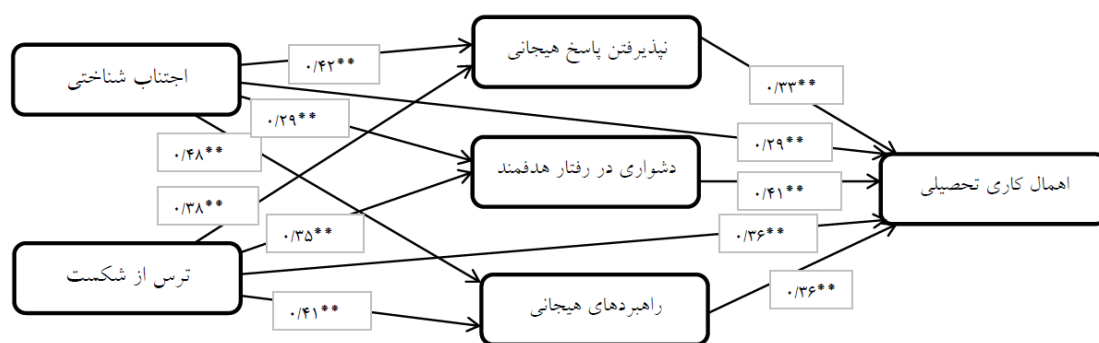 نپذیرفتن پاسخ هیجانی
اجتناب شناختی
۰/۴۲**
۰/۳۳**
۰/۲۹**
۰/۲۹**
۰/۴۸**
دشواری در رفتار هدفمند
اهمال کاری تحصیلی
۰/۴۱**
۰/۳۸**
۰/۳۵**
۰/۳۶**
ترس از شکست
راهبردهای هیجانی
۰/۳۶**
۰/۴۱**